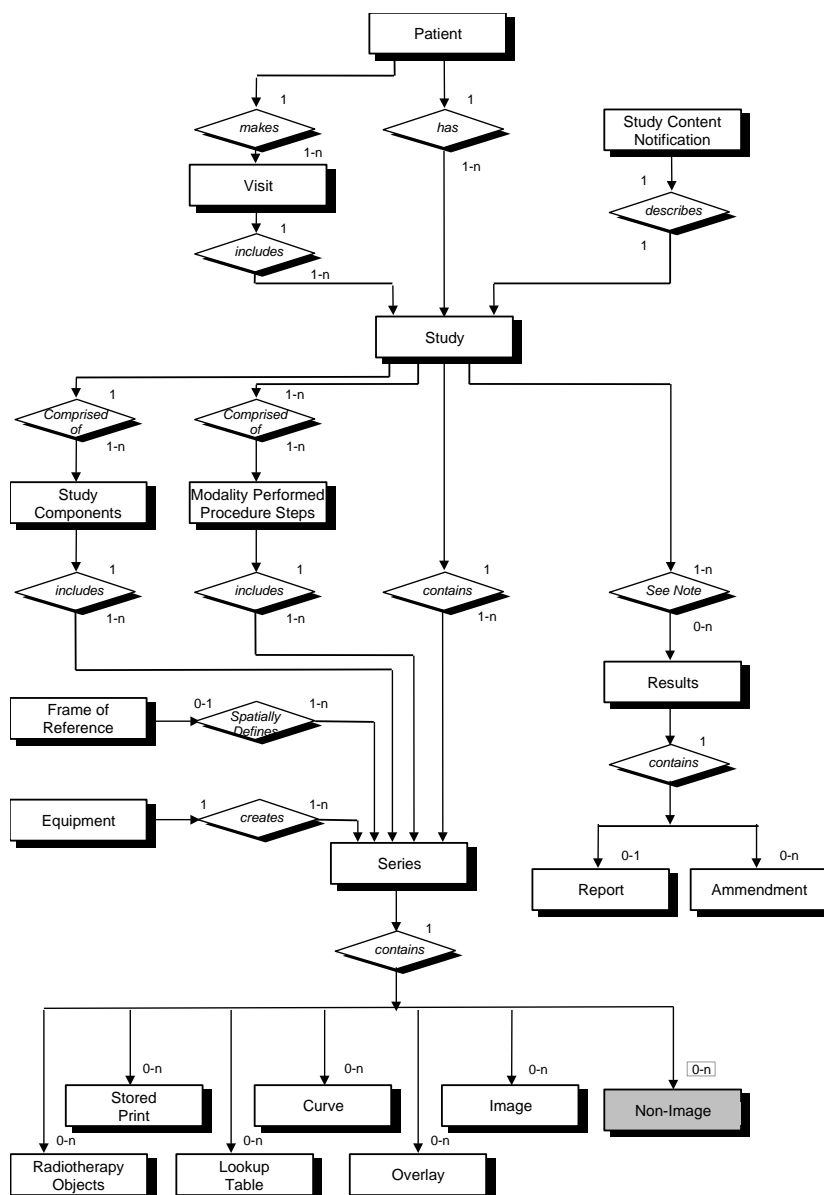 Patient
1
1
makes
has
Study Content
Notification
1-n
1-n
Visit
1
describes
1
includes
1
1-n
Study
1
1-n
Comprised
of
Comprised
of
1-n
1-n
Study
Components
Modality Performed
Procedure Steps
1
1
1
1-n
includes
includes
contains
See Note
1-n
1-n
1-n
0-n
Results
Frame of
Reference
0-1
Spatially
Defines
1-n
1
contains
Equipment
1
creates
1-n
Series
0-1
0-n
Report
Ammendment
1
contains
0-n
0-n
0-n
0-n
Stored
Print
Curve
Image
Non-Image
0-n
0-n
0-n
Radiotherapy
Objects
Lookup
Table
Overlay